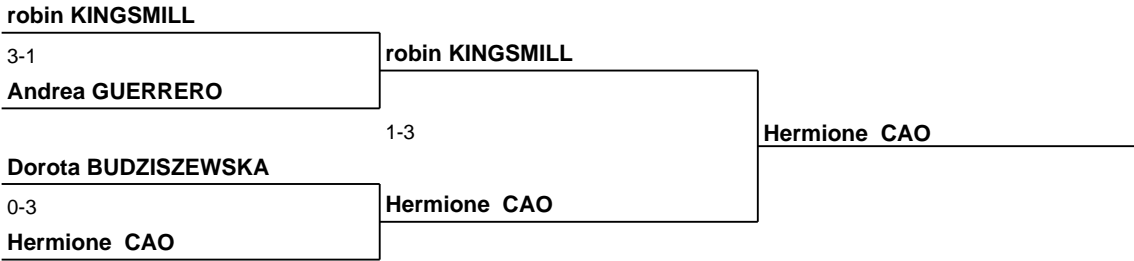 robin KINGSMILL
3-1
robin KINGSMILL
Andrea GUERRERO
1-3
Hermione  CAO
Dorota BUDZISZEWSKA
0-3
Hermione  CAO
Hermione  CAO